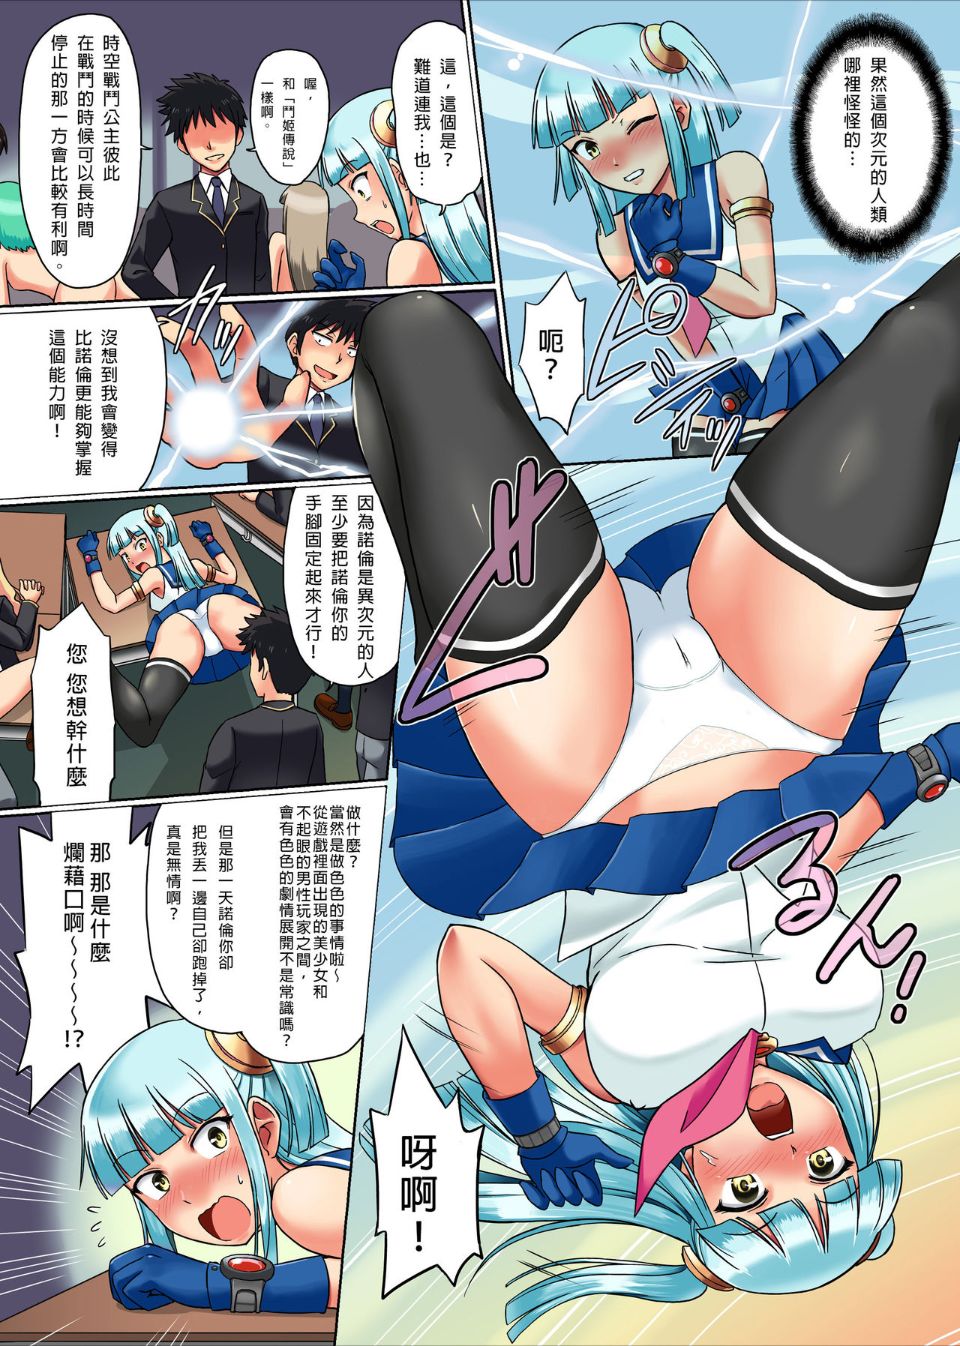 果然這個次元的人類
哪裡怪怪的…
ピロ
シィッ
呃？
這，這個是？
難道連我…也…
喔，
和「鬥姬傳說」
一樣啊。
時空戰鬥公主彼此
在戰鬥的時候可以長時間
停止的那一方會比較有利啊。
沒想到我會變得
比諾倫更能夠掌握
這個能力啊！
ぐ
るん！
呀啊！
因為諾倫是異次元的人
至少要把諾倫你的
手腳固定起來才行！
您 您想幹什麼
做什麼？
當然是做色色的事情啦～
從遊戲裡面出現的美少女和
不起眼的男性玩家之間，
會有色色的劇情展開不是常識嗎？
但是那一天諾倫你卻
把我丟一邊自己卻跑掉了，
真是無情啊？
那 那是什麼
爛藉口啊～～～～!?